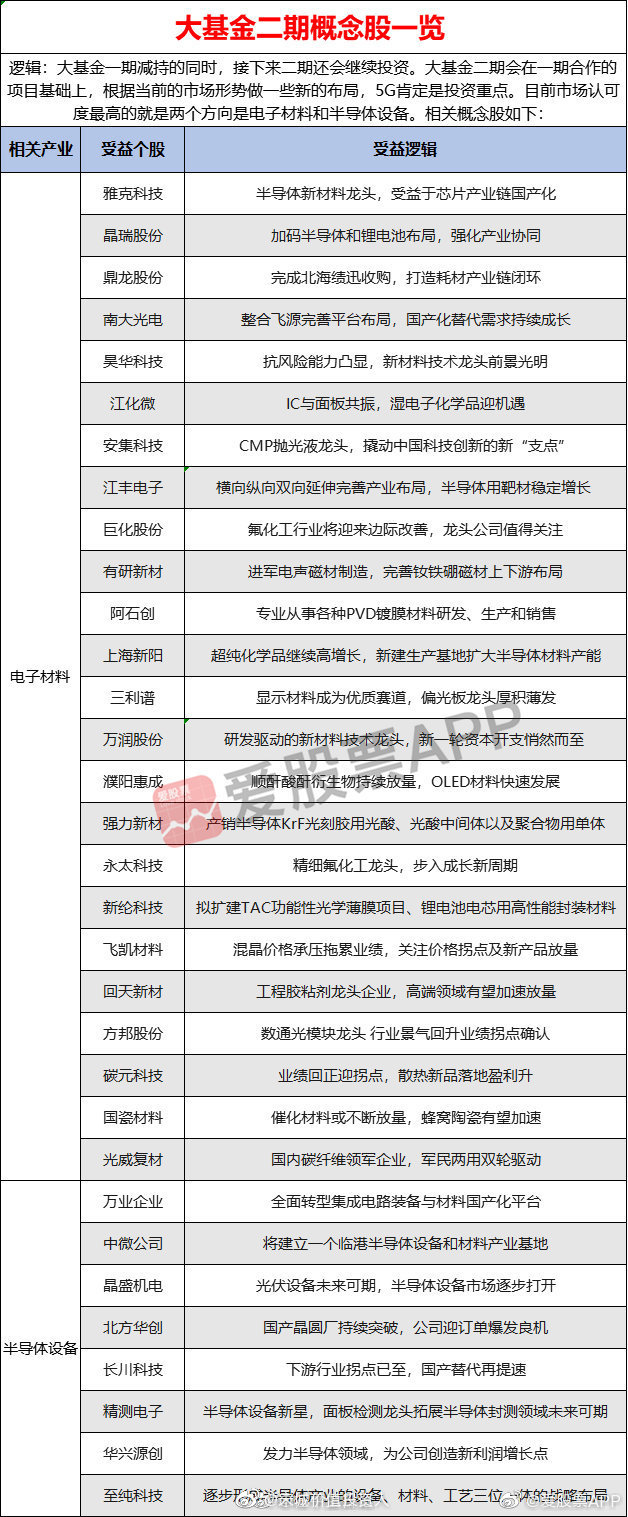 大基金二期概念股一览
逻辑：大基金一期减持的同时，接下来二期还会继续投资。大基金二期会在一期合作的
项目基础上，根据当前的市场形势做一些新的布局，5G肯定是投资重点。目前市场认可
度最高的就是两个方向是电子材料和半导体设备。相关概念股如下：
相关产业 受益个股 受益逻辑
电子材料
雅克科技 半导体新材料龙头，受益于芯片产业链国产化
晶瑞股份 加码半导体和锂电池布局，强化产业协同
鼎龙股份 完成北海绩迅收购，打造耗材产业链闭环
南大光电 整合飞源完善平台布局，国产化替代需求持续成长
昊华科技 抗风险能力凸显，新材料技术龙头前景光明
江化微 IC与面板共振，湿电子化学品迎机遇
安集科技 CMP抛光液龙头，撬动中国科技创新的新“支点”
江丰电子 横向纵向双向延伸完善产业布局，半导体用靶材稳定增长
巨化股份 氟化工行业将迎来边际改善，龙头公司值得关注
有研新材 进军电声磁材制造，完善钕铁硼磁材上下游布局
阿石创 专业从事各种PVD镀膜材料研发、生产和销售
上海新阳 超纯化学品继续高增长，新建生产基地扩大半导体材料产能
三利谱 显示材料成为优质赛道，偏光板龙头厚积薄发
万润股份 研发驱动的新材料技术龙头，新一轮资本开支悄然而至
濮阳惠成 顺酐酸酐衍生物持续放量，OLED材料快速发展
强力新材 产销半导体KrF光刻胶用光酸、光酸中间体以及聚合物用单体
永太科技 精细氟化工龙头，步入成长新周期
新纶科技 拟扩建TAC功能性光学薄膜项目、锂电池电芯用高性能封装材料
飞凯材料 混晶价格承压拖累业绩，关注价格拐点及新产品放量
回天新材 工程胶粘剂龙头企业，高端领域有望加速放量
方邦股份 数通光模块龙头 行业景气回升业绩拐点确认
碳元科技 业绩回正迎拐点，散热新品落地盈利升
国瓷材料 催化材料或不断放量，蜂窝陶瓷有望加速
光威复材 国内碳纤维领军企业，军民两用双轮驱动
半导体设备
万业企业 全面转型集成电路装备与材料国产化平台
中微公司 将建立一个临港半导体设备和材料产业基地
晶盛机电 光伏设备未来可期，半导体设备市场逐步打开
北方华创 国产晶圆厂持续突破，公司迎订单爆发良机
长川科技 下游行业拐点已至，国产替代再提速
精测电子 半导体设备新星，面板检测龙头拓展半导体封测领域未来可期
华兴源创 发力半导体领域，为公司创造新利润增长点
至纯科技 逐步形 半导体产业的设备、材料、工艺三位一体的战略布局
爱股票
爱股票APP
@爱股票APP